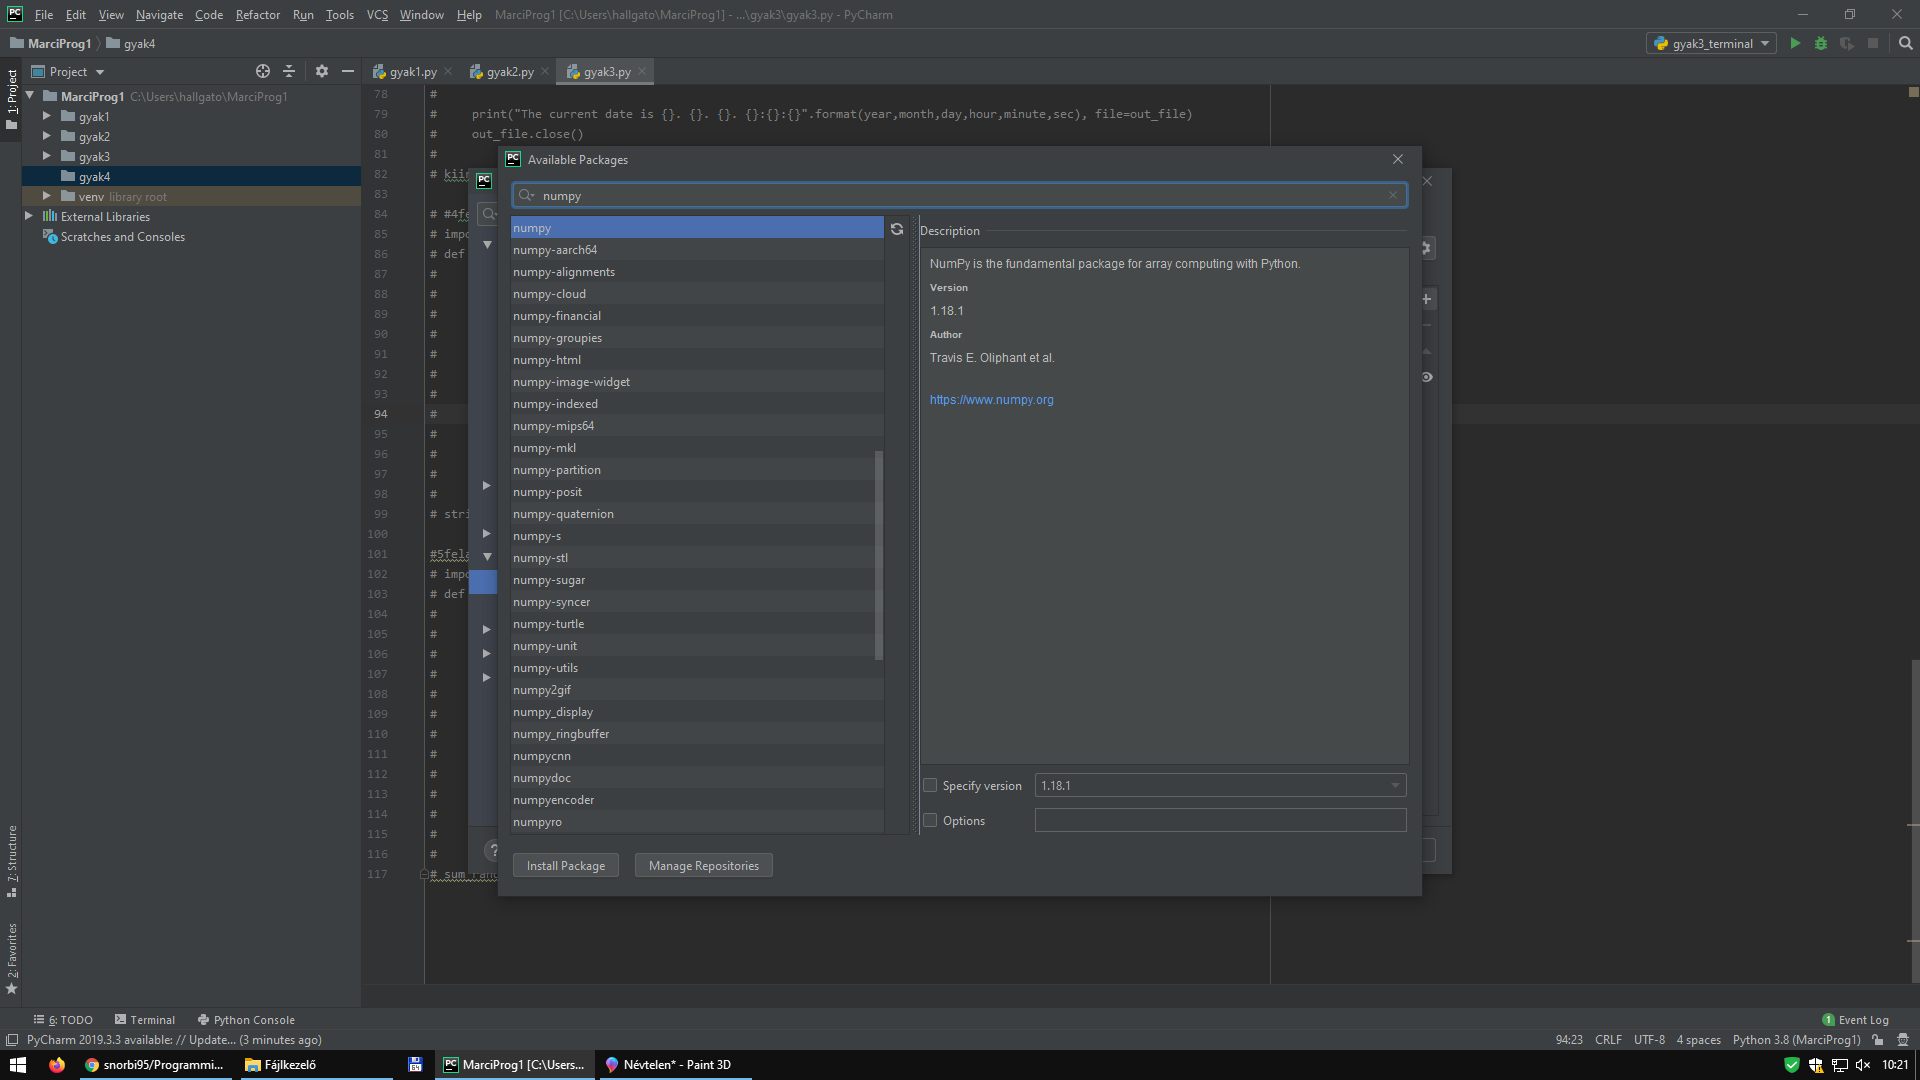 File Edit View Navigate Code Refactor Run Tools VCS Window Help MarciProg1 [C:\Users\hallgato\MarciProg1] - ...\gyak3\gyak3.py - PyCharm
MarciProg1 gyak4 gyak3_terminal
Project gyak1.py gyak2.py gyak3.py
1: Project
MarciProg1 C:\Users\hallgato\MarciProg1
gyak1
gyak2
gyak3
gyak4
venv library root
External Libraries
Scratches and Consoles
7: Structure
2: Favorites
78 #
79 # print("The current date is {}. {}. {}. {}:{}:{}".format(year,month,day,hour,minute,sec), file=out_file)
80 # out_file.close()
81 #
82 #
83
84 #
85 #
86 # def
87 #
88 #
89 #
90 #
91 #
92 #
93 #
94 #
95 #
96 #
97 #
98 #
99 #
100
101
102 #
103 # def
104 #
105 #
106 #
107 #
108 #
109 #
110 #
111 #
112 #
113 #
114 #
115 #
116 #
117 #
Available Packages
numpy
numpy
numpy-aarch64
numpy-alignments
numpy-cloud
numpy-financial
numpy-groupies
numpy-html
numpy-image-widget
numpy-indexed
numpy-mips64
numpy-mkl
numpy-partition
numpy-posit
numpy-quaternion
numpy-s
numpy-stl
numpy-sugar
numpy-syncer
numpy-turtle
numpy-unit
numpy-utils
numpy2gif
numpy_display
numpy_ringbuffer
numpycnn
numpydoc
numpyencoder
numpyro
Description
NumPy is the fundamental package for array computing with Python.
Version
1.18.1
Author
Travis E. Oliphant et al.
https://www.numpy.org
Specify version 1.18.1
Options
Install Package Manage Repositories
6: TODO Terminal Python Console 1 Event Log
PyCharm 2019.3.3 available: // Update... (3 minutes ago) 94:23 CRLF UTF-8 4 spaces Python 3.8 (MarciProg1)
snorbi95/Programmi... Fájlkezelő MarciProg1 [C:\Users... Névtelen* - Paint 3D 10:21